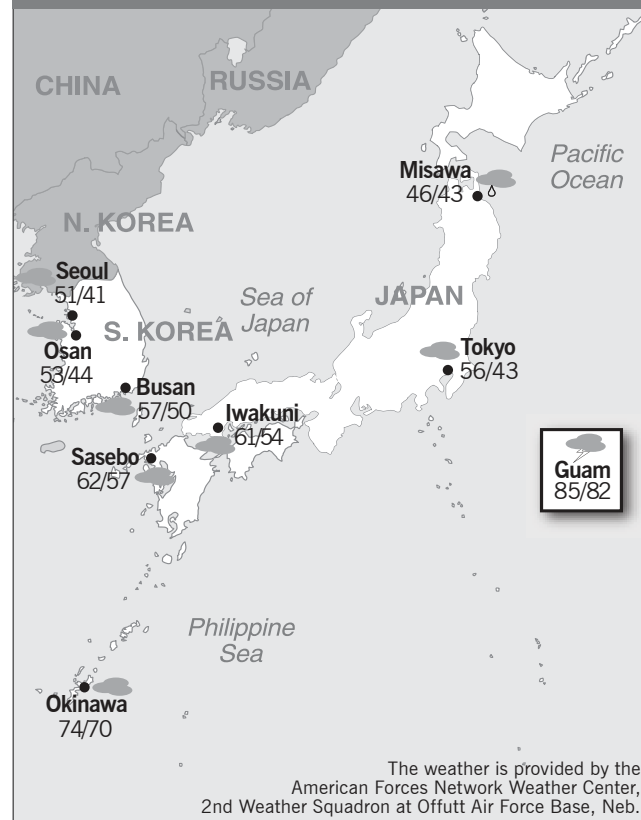 CHINA
RUSSIA
Pacific
Ocean
Misawa
46/43
N. KOREA
Seoul
51/41
Sea of
Japan
JAPAN
S. KOREA
Osan
53/44
Tokyo
56/43
Busan
57/50
Iwakuni
61/54
Sasebo
62/57
Guam
85/82
Philippine
Sea
Okinawa
74/70
The weather is provided by the
American Forces Network Weather Center,
2nd Weather Squadron at Offutt Air Force Base, Neb.